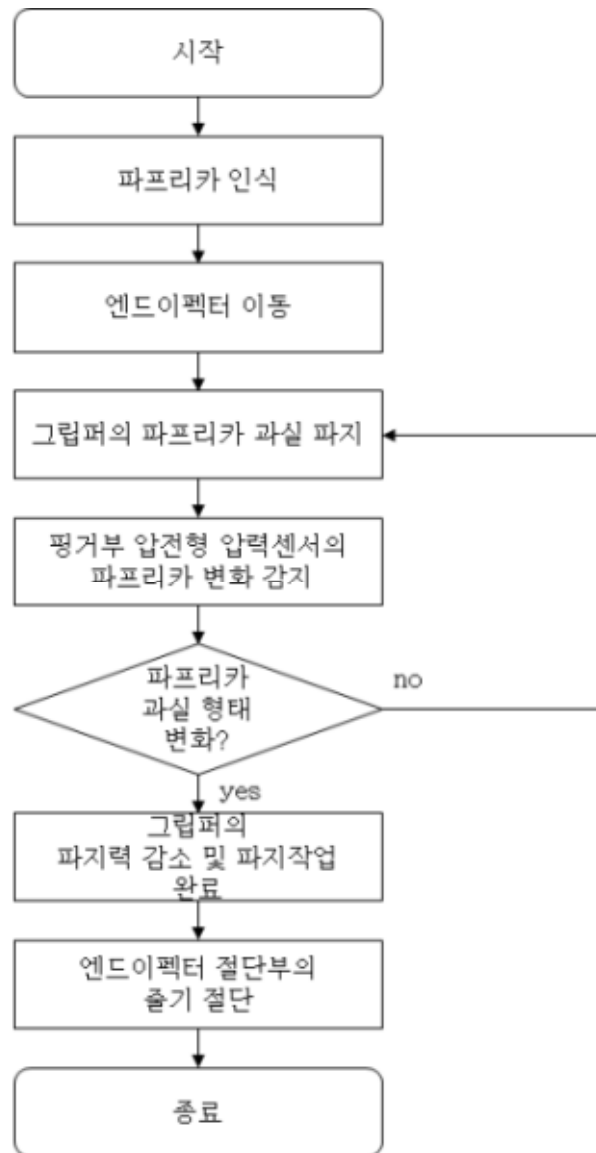 시작
파프리카 인식
엔드이펙터 이동
그립퍼의 파프리카 과실 파지
핑거부 압전형 압력센서의
파프리카 변화 감지
파프리카
과실 형태
변화?
no
yes
그립퍼의
파지력 감소 및 파지작업
완료
엔드이펙터 절단부의
줄기 절단
종료